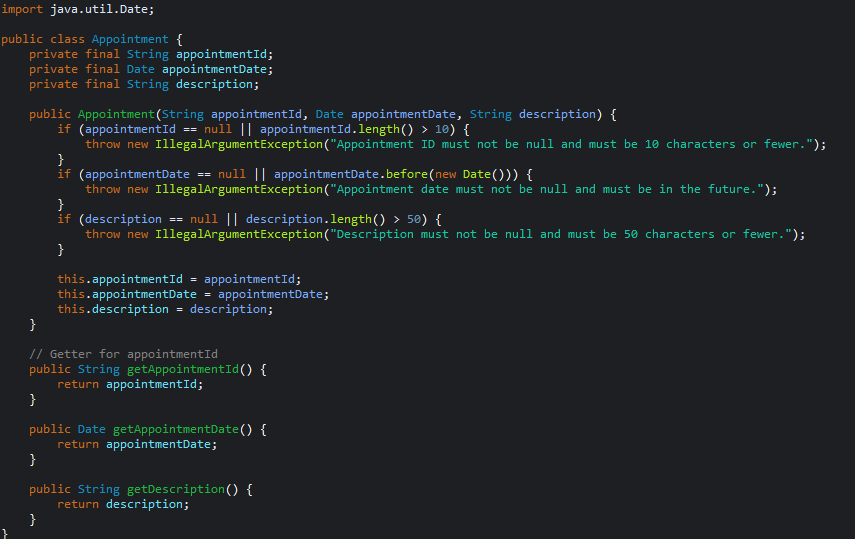 import java.util.Date;

public class Appointment {
    private final String appointmentId;
    private final Date appointmentDate;
    private final String description;

    public Appointment(String appointmentId, Date appointmentDate, String description) {
        if (appointmentId == null || appointmentId.length() > 10) {
            throw new IllegalArgumentException("Appointment ID must not be null and must be 10 characters or fewer.");
        }
        if (appointmentDate == null || appointmentDate.before(new Date())) {
            throw new IllegalArgumentException("Appointment date must not be null and must be in the future.");
        }
        if (description == null || description.length() > 50) {
            throw new IllegalArgumentException("Description must not be null and must be 50 characters or fewer.");
        }

        this.appointmentId = appointmentId;
        this.appointmentDate = appointmentDate;
        this.description = description;
    }

    // Getter for appointmentId
    public String getAppointmentId() {
        return appointmentId;
    }

    public Date getAppointmentDate() {
        return appointmentDate;
    }

    public String getDescription() {
        return description;
    }
}